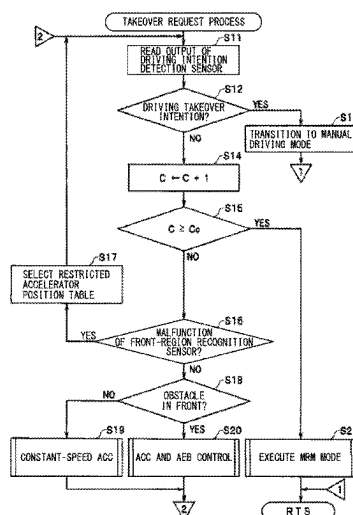 TAKEOVER REQUEST PROCESS
2
S11
READ OUTPUT OF
DRIVING INTENTION
DETECTION SENSOR
S12
DRIVING TAKEOVER
INTENTION?
YES
NO
S1
TRANSITION TO MANUAL
DRIVING MODE
1
S14
C ← C + 1
S15
C ≥ C0
YES
NO
S17
SELECT RESTRICTED
ACCELERATOR
POSITION TABLE
S16
MALFUNCTION
OF FRONT-REGION RECOGNITION
SENSOR?
YES
NO
S18
OBSTACLE
IN FRONT?
NO
YES
S19
CONSTANT-SPEED ACC
S20
ACC AND AEB CONTROL
S2
EXECUTE MRM MODE
1
2
RTS